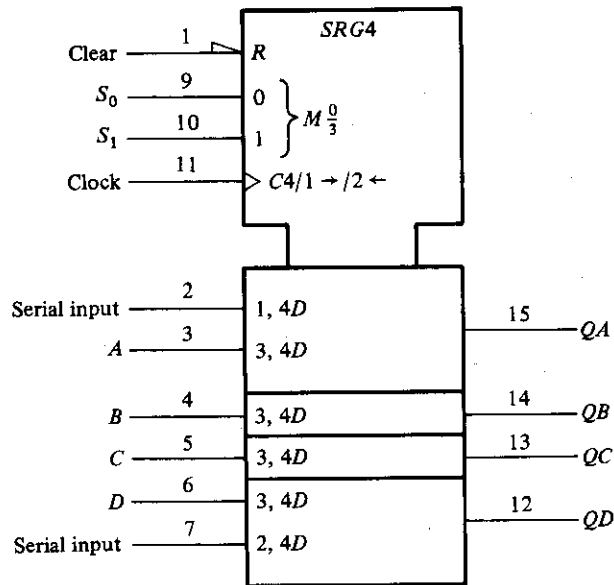 SRG4
Clear 1 R
S0 9 0
M 0/3
S1 10 1
Clock 11 C4/1 → /2 ←
Serial input 2 1, 4D
15 QA
A 3 3, 4D
B 4 3, 4D 14 QB
C 5 3, 4D 13 QC
D 6 3, 4D
12 QD
Serial input 7 2, 4D